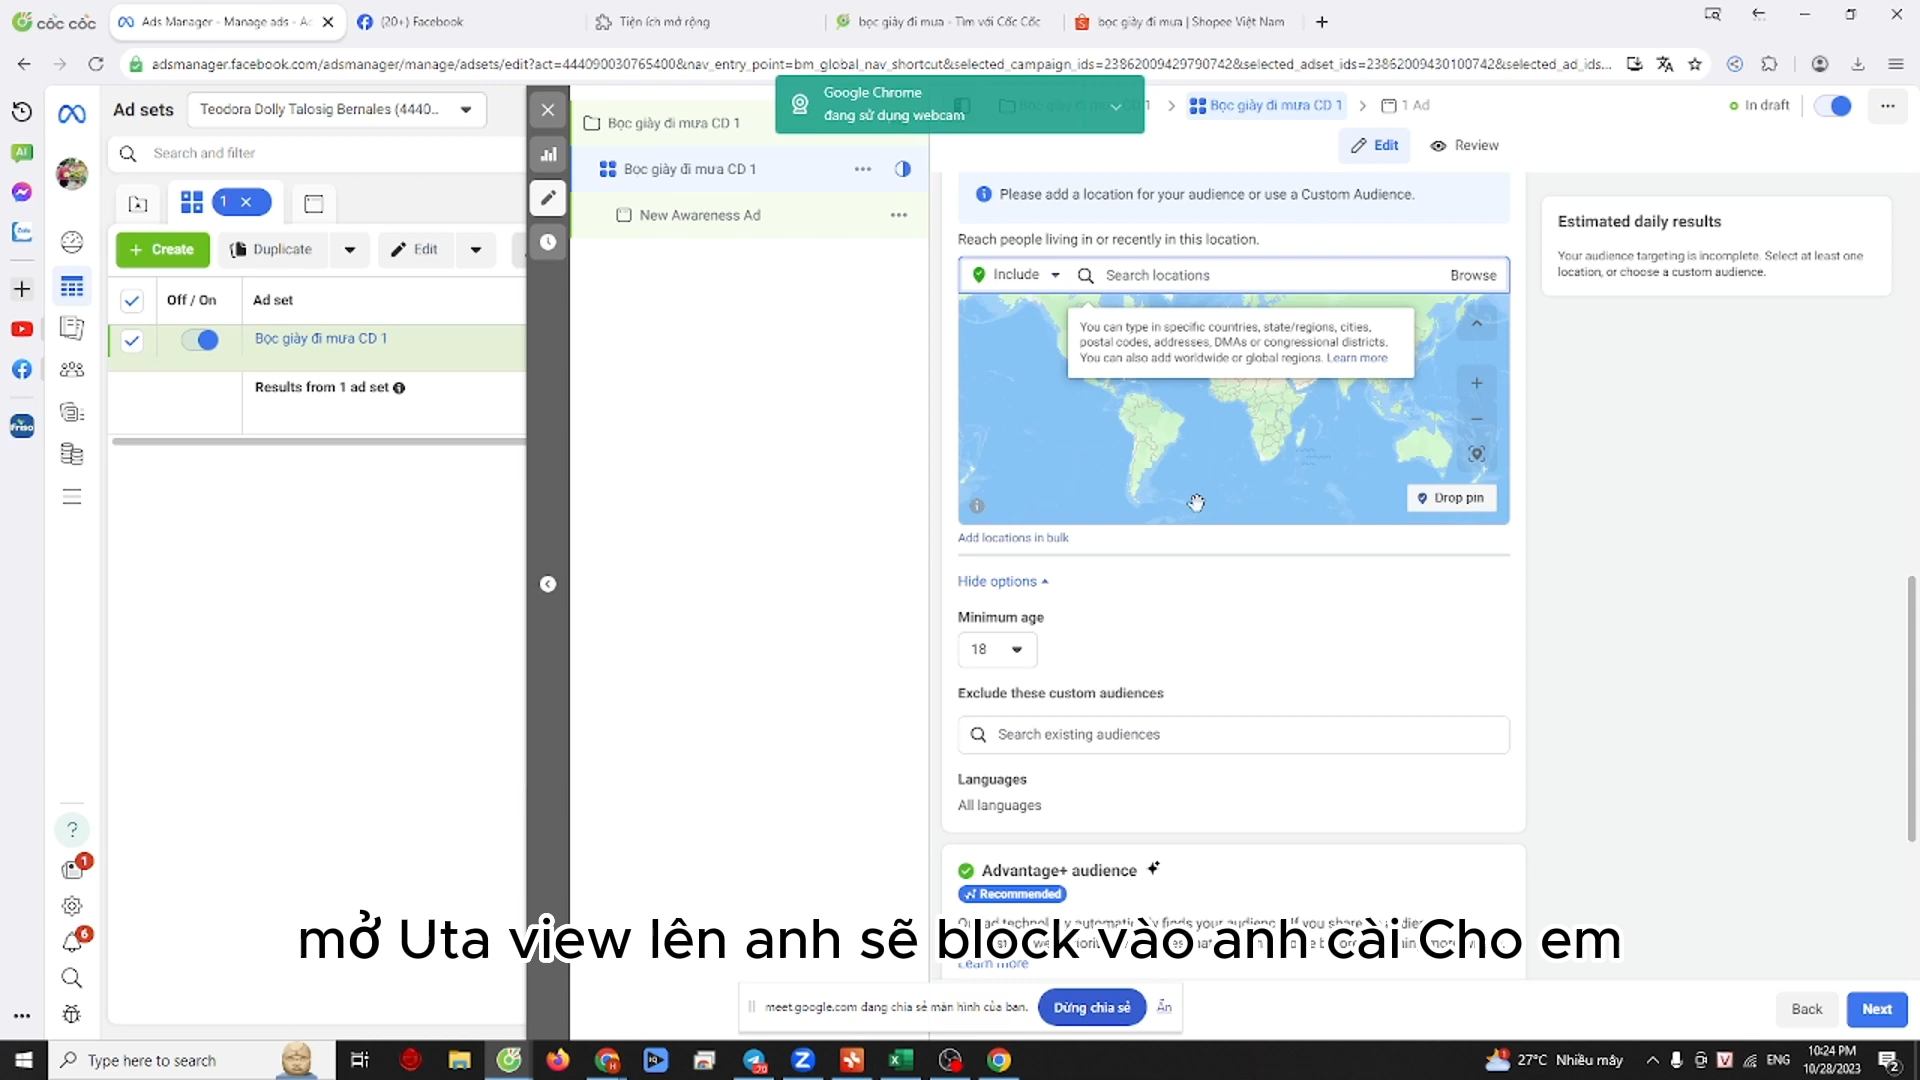 cốc cốc
Ads Manager - Manage ads - Ac
(20+) Facebook
Tiện ích mở rộng
bọc giày đi mưa - Tìm với Cốc Cốc
bọc giày đi mưa | Shopee Việt Nam
adsmanager.facebook.com/adsmanager/manage/adsets/edit?act=444090030765400&nav_entry_point=bm_global_nav_shortcut&selected_campaign_ids=23862009429790742&selected_adset_ids=23862009430100742&selected_ad_ids...
Google Chrome
đang sử dụng webcam
Ad sets
Teodora Dolly Talosig Bernales (4440...
Search and filter
1
Create
Duplicate
Edit
Off / On
Ad set
Bọc giày đi mưa CD 1
Results from 1 ad set
Bọc giày đi mưa CD 1
Bọc giày đi mưa CD 1
New Awareness Ad
Bọc giày đi mưa CD 1
1 Ad
In draft
Edit
Review
Please add a location for your audience or use a Custom Audience.
Reach people living in or recently in this location.
Include
Search locations
Browse
You can type in specific countries, state/regions, cities,
postal codes, addresses, DMAs or congressional districts.
You can also add worldwide or global regions. Learn more
Drop pin
Add locations in bulk
Hide options
Minimum age
18
Exclude these custom audiences
Search existing audiences
Languages
All languages
Advantage+ audience
Recommended
Learn more
Estimated daily results
Your audience targeting is incomplete. Select at least one
location, or choose a custom audience.
mở Uta view lên anh sẽ block vào anh cài Cho em
meet.google.com đang chia sẻ màn hình của bạn.
Dừng chia sẻ
Ẩn
Back
Next
AI
Zalo
Friso
1
6
Type here to search
27°C Nhiều mây
ENG
10:24 PM
10/28/2023
2